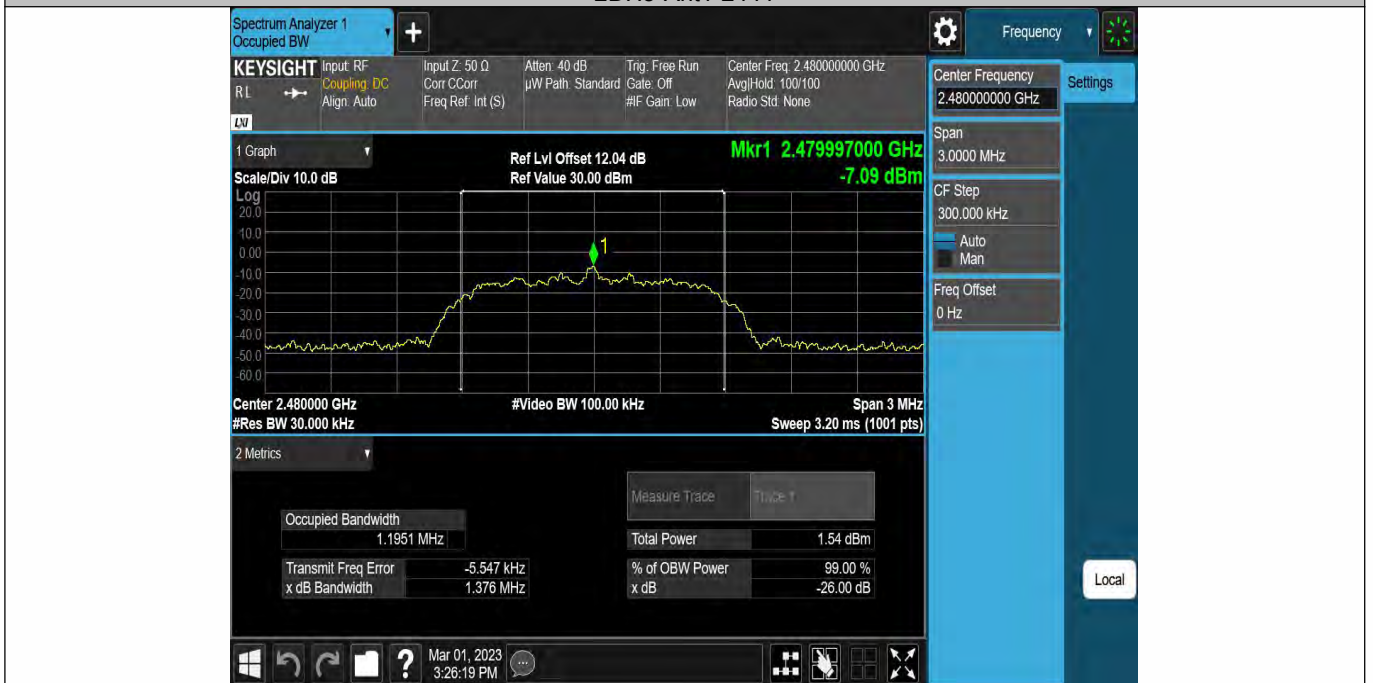 Spectrum Analyzer 1
Occupied BW
+
Frequency
KEYSIGHT
RL
LXI
Input: RF
Coupling: DC
Align: Auto
Input Z: 50 Ω
Corr CCorr
Freq Ref: Int (S)
Atten: 40 dB
µW Path: Standard
Trig: Free Run
Gate: Off
#IF Gain: Low
Center Freq: 2.480000000 GHz
Avg|Hold: 100/100
Radio Std: None
Center Frequency
2.480000000 GHz
Settings
Span
3.0000 MHz
CF Step
300.000 kHz
Auto
Man
Freq Offset
0 Hz
1 Graph
Scale/Div 10.0 dB
Ref Lvl Offset 12.04 dB
Ref Value 30.00 dBm
Mkr1 2.479997000 GHz
-7.09 dBm
Log
20.0
10.0
0.00
-10.0
-20.0
-30.0
-40.0
-50.0
-60.0
1
Center 2.480000 GHz
#Video BW 100.00 kHz
Span 3 MHz
#Res BW 30.000 kHz
Sweep 3.20 ms (1001 pts)
2 Metrics
Measure Trace
Trace 1
Occupied Bandwidth
1.1951 MHz
Total Power
1.54 dBm
Transmit Freq Error
-5.547 kHz
% of OBW Power
99.00 %
x dB Bandwidth
1.376 MHz
x dB
-26.00 dB
Local
?
Mar 01, 2023
3:26:19 PM